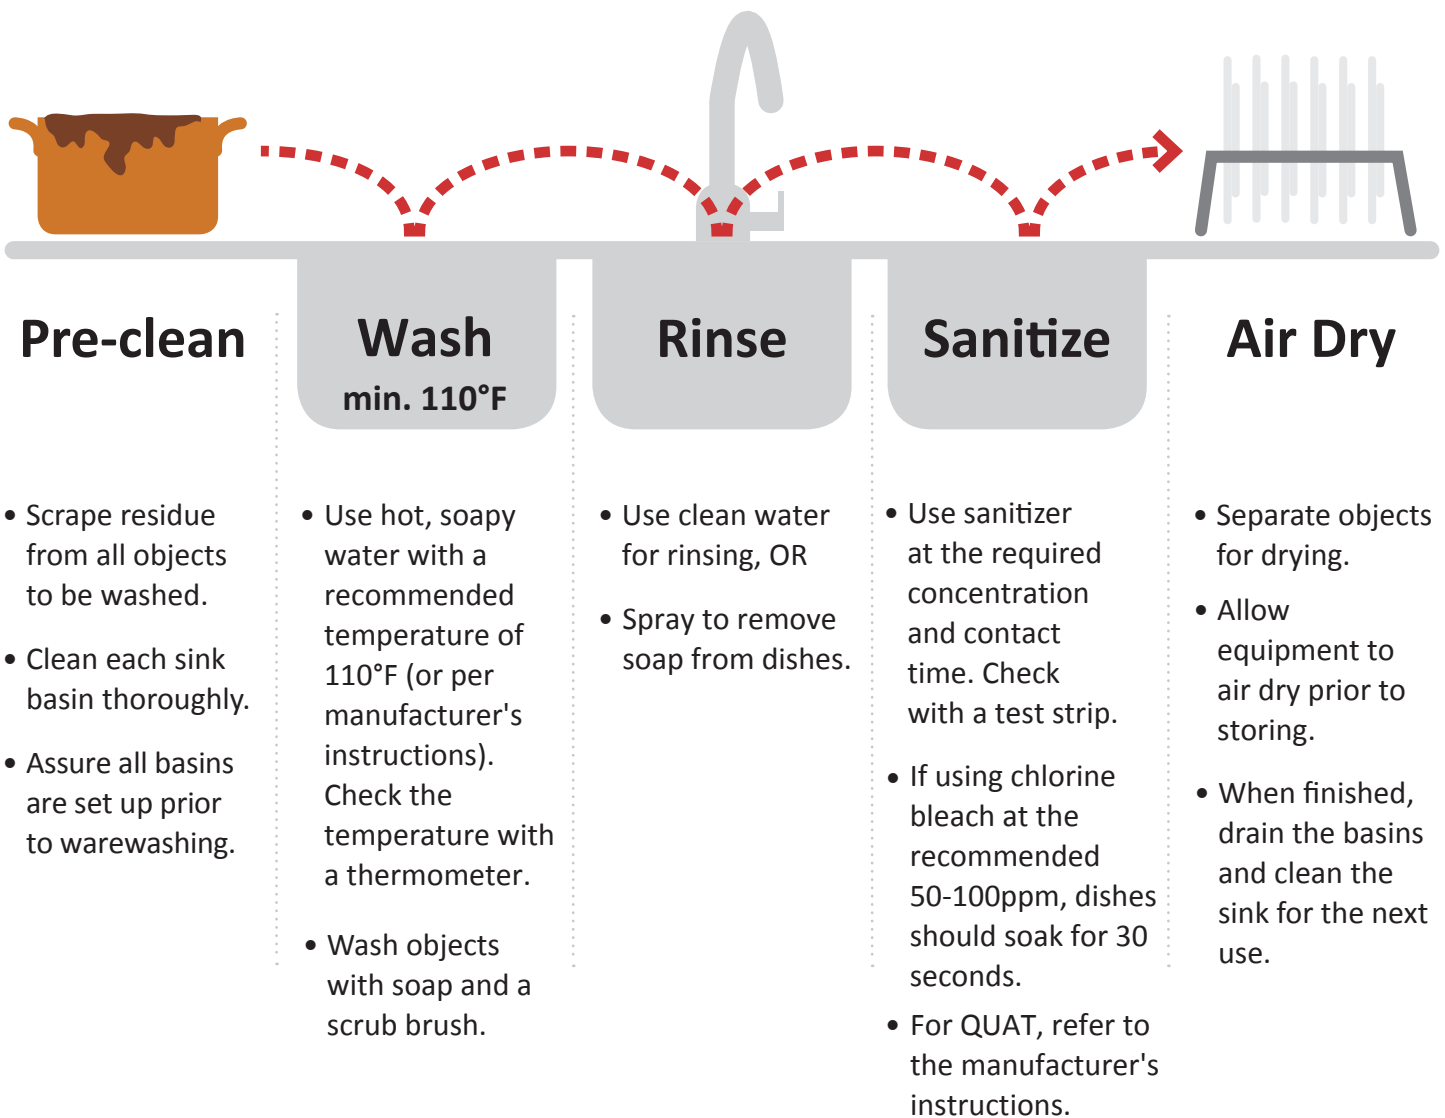 Pre-clean
Wash
min. 110°F
Rinse
Sanitize
Air Dry
• Scrape residue
from all objects
to be washed.
• Clean each sink
basin thoroughly.
• Assure all basins
are set up prior
to warewashing.
• Use hot, soapy
water with a
recommended
temperature of
110°F (or per
manufacturer's
instructions).
Check the
temperature with
a thermometer.
• Wash objects
with soap and a
scrub brush.
• Use clean water
for rinsing, OR
• Spray to remove
soap from dishes.
• Use sanitizer
at the required
concentration
and contact
time. Check
with a test strip.
• If using chlorine
bleach at the
recommended
50-100ppm, dishes
should soak for 30
seconds.
• For QUAT, refer to
the manufacturer's
instructions.
• Separate objects
for drying.
• Allow
equipment to
air dry prior to
storing.
• When finished,
drain the basins
and clean the
sink for the next
use.